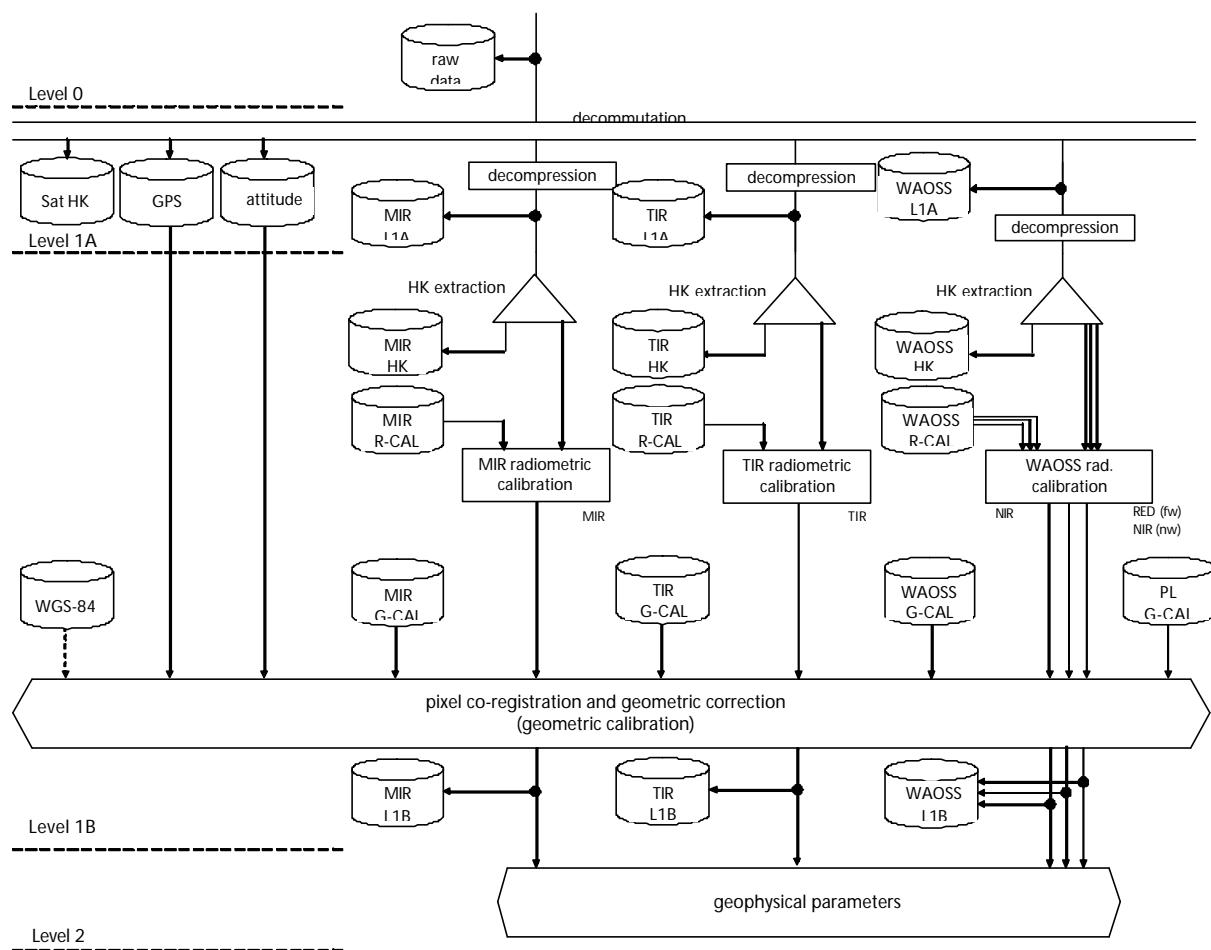 raw
data
Level 0
decommutation
Sat HK
GPS
attitude
decompression
decompression
WAOSS
L1A
MIR
L1A
TIR
L1A
decompression
Level 1A
HK extraction
HK extraction
HK extraction
MIR
HK
TIR
HK
WAOSS
HK
MIR
R-CAL
TIR
R-CAL
WAOSS
R-CAL
MIR radiometric
calibration
TIR radiometric
calibration
WAOSS rad.
calibration
MIR
TIR
NIR
RED (fw)
NIR (nw)
WGS-84
MIR
G-CAL
TIR
G-CAL
WAOSS
G-CAL
PL
G-CAL
pixel co-registration and geometric correction
(geometric calibration)
MIR
L1B
TIR
L1B
WAOSS
L1B
Level 1B
geophysical parameters
Level 2